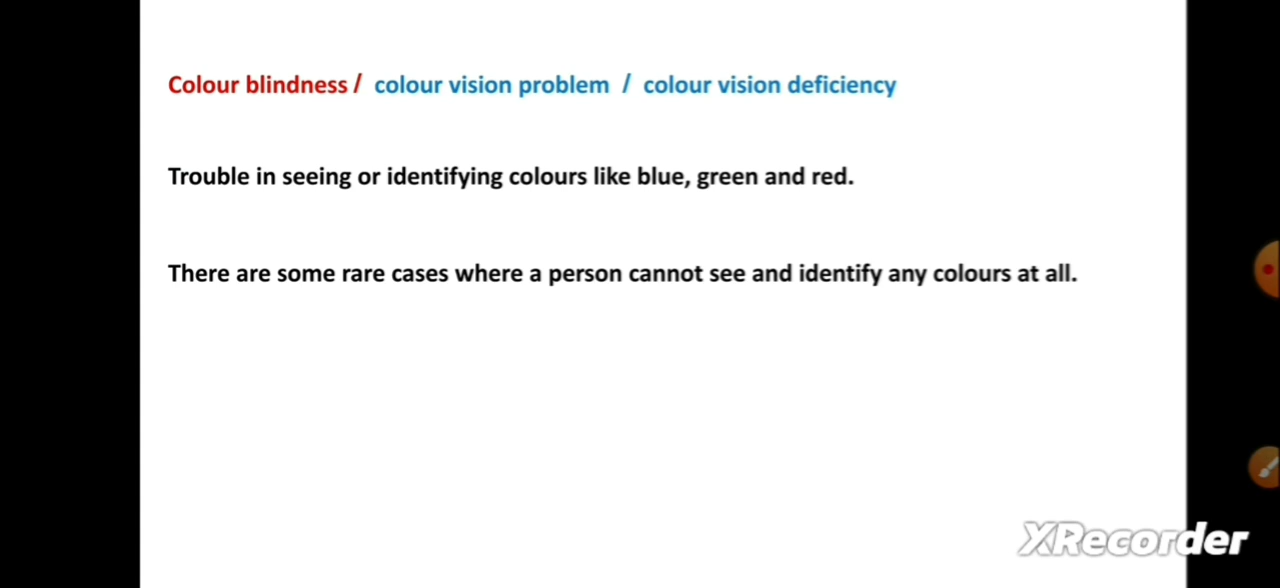 Colour blindness / colour vision problem / colour vision deficiency
Trouble in seeing or identifying colours like blue, green and red.
There are some rare cases where a person cannot see and identify any colours at all.
XRecorder